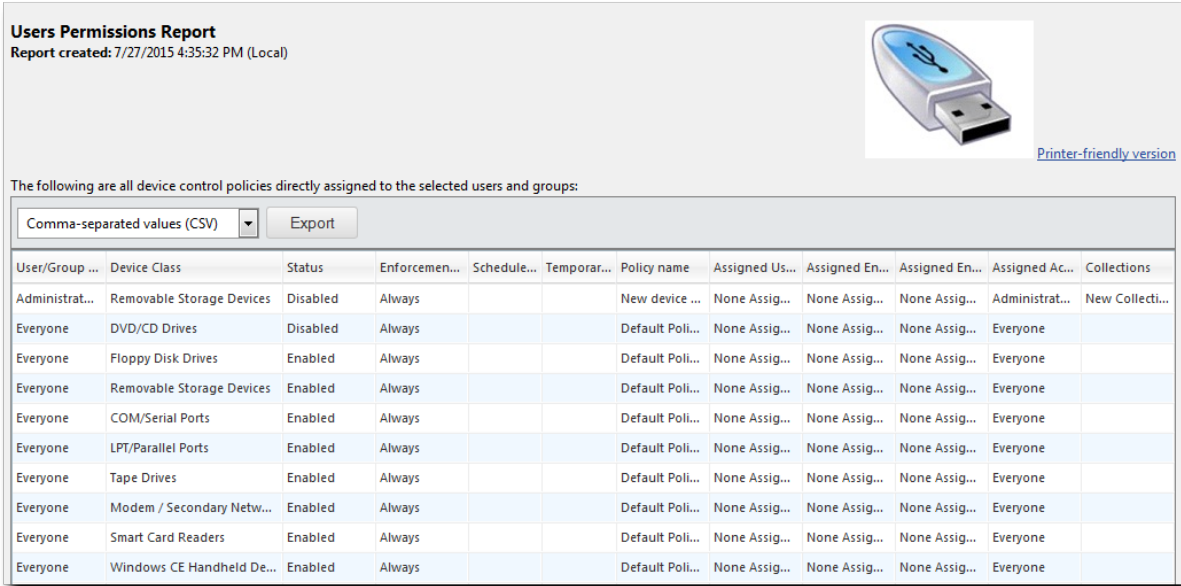 Users Permissions Report
Report created: 7/27/2015 4:35:32 PM (Local)
Printer-friendly version
The following are all device control policies directly assigned to the selected users and groups:
Comma-separated values (CSV) Export
User/Group ... Device Class Status Enforcemen... Schedule... Temporar... Policy name Assigned Us... Assigned En... Assigned En... Assigned Ac... Collections
Administrat... Removable Storage Devices Disabled Always New device ... None Assig... None Assig... None Assig... Administrat... New Collecti...
Everyone DVD/CD Drives Disabled Always Default Poli... None Assig... None Assig... None Assig... Everyone
Everyone Floppy Disk Drives Enabled Always Default Poli... None Assig... None Assig... None Assig... Everyone
Everyone Removable Storage Devices Enabled Always Default Poli... None Assig... None Assig... None Assig... Everyone
Everyone COM/Serial Ports Enabled Always Default Poli... None Assig... None Assig... None Assig... Everyone
Everyone LPT/Parallel Ports Enabled Always Default Poli... None Assig... None Assig... None Assig... Everyone
Everyone Tape Drives Enabled Always Default Poli... None Assig... None Assig... None Assig... Everyone
Everyone Modem / Secondary Netw... Enabled Always Default Poli... None Assig... None Assig... None Assig... Everyone
Everyone Smart Card Readers Enabled Always Default Poli... None Assig... None Assig... None Assig... Everyone
Everyone Windows CE Handheld De... Enabled Always Default Poli... None Assig... None Assig... None Assig... Everyone